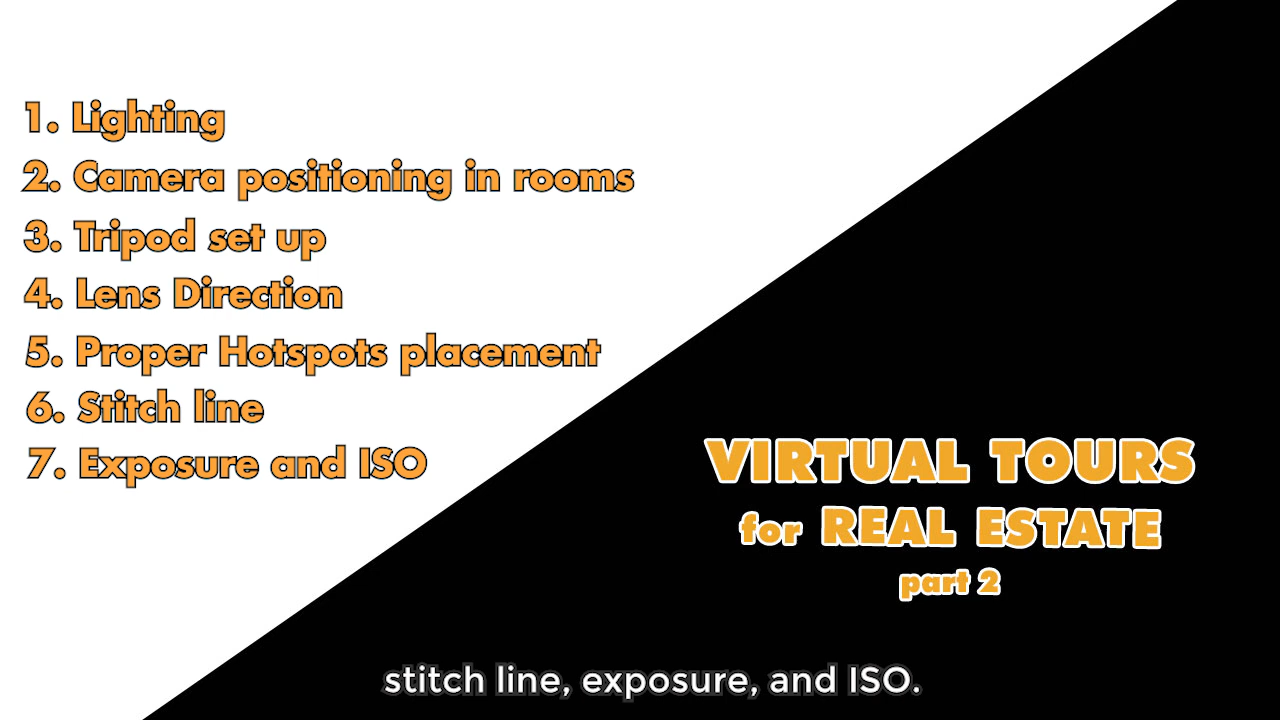 1. Lighting
2. Camera positioning in rooms
3. Tripod set up
4. Lens Direction
5. Proper Hotspots placement
6. Stitch line
7. Exposure and ISO
VIRTUAL TOURS
for REAL ESTATE
part 2
stitch line, exposure, and ISO.